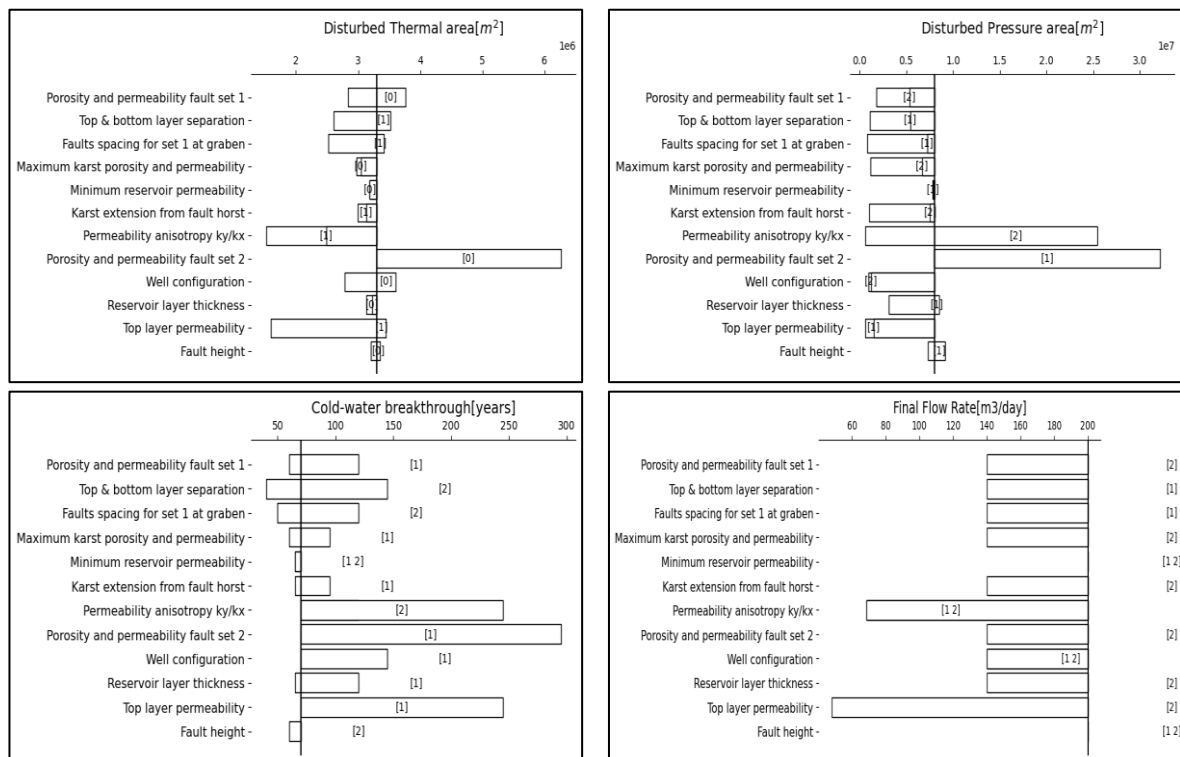 Disturbed Thermal area[m²]
1e6
2 3 4 5 6
Porosity and permeability fault set 1 [0]
Top & bottom layer separation [1]
Faults spacing for set 1 at graben [1]
Maximum karst porosity and permeability [0]
Minimum reservoir permeability [0]
Karst extension from fault horst [1]
Permeability anisotropy ky/kx [1]
Porosity and permeability fault set 2 [0]
Well configuration [0]
Reservoir layer thickness [0]
Top layer permeability [1]
Fault height [0]
Disturbed Pressure area[m²]
1e7
0.0 0.5 1.0 1.5 2.0 2.5 3.0
Porosity and permeability fault set 1 [2]
Top & bottom layer separation [1]
Faults spacing for set 1 at graben [1]
Maximum karst porosity and permeability [2]
Minimum reservoir permeability
Karst extension from fault horst [2]
Permeability anisotropy ky/kx [2]
Porosity and permeability fault set 2 [1]
Well configuration [2]
Reservoir layer thickness [1]
Top layer permeability [1]
Fault height [1]
Cold-water breakthrough[years]
50 100 150 200 250 300
Porosity and permeability fault set 1 [1]
Top & bottom layer separation [2]
Faults spacing for set 1 at graben [2]
Maximum karst porosity and permeability [1]
Minimum reservoir permeability [1 2]
Karst extension from fault horst [1]
Permeability anisotropy ky/kx [2]
Porosity and permeability fault set 2 [1]
Well configuration [1]
Reservoir layer thickness [1]
Top layer permeability [1]
Fault height [2]
Final Flow Rate[m3/day]
60 80 100 120 140 160 180 200
Porosity and permeability fault set 1 [2]
Top & bottom layer separation [1]
Faults spacing for set 1 at graben [1]
Maximum karst porosity and permeability [2]
Minimum reservoir permeability [1 2]
Karst extension from fault horst [2]
Permeability anisotropy ky/kx [1 2]
Porosity and permeability fault set 2 [2]
Well configuration [1 2]
Reservoir layer thickness [2]
Top layer permeability [2]
Fault height [1 2]